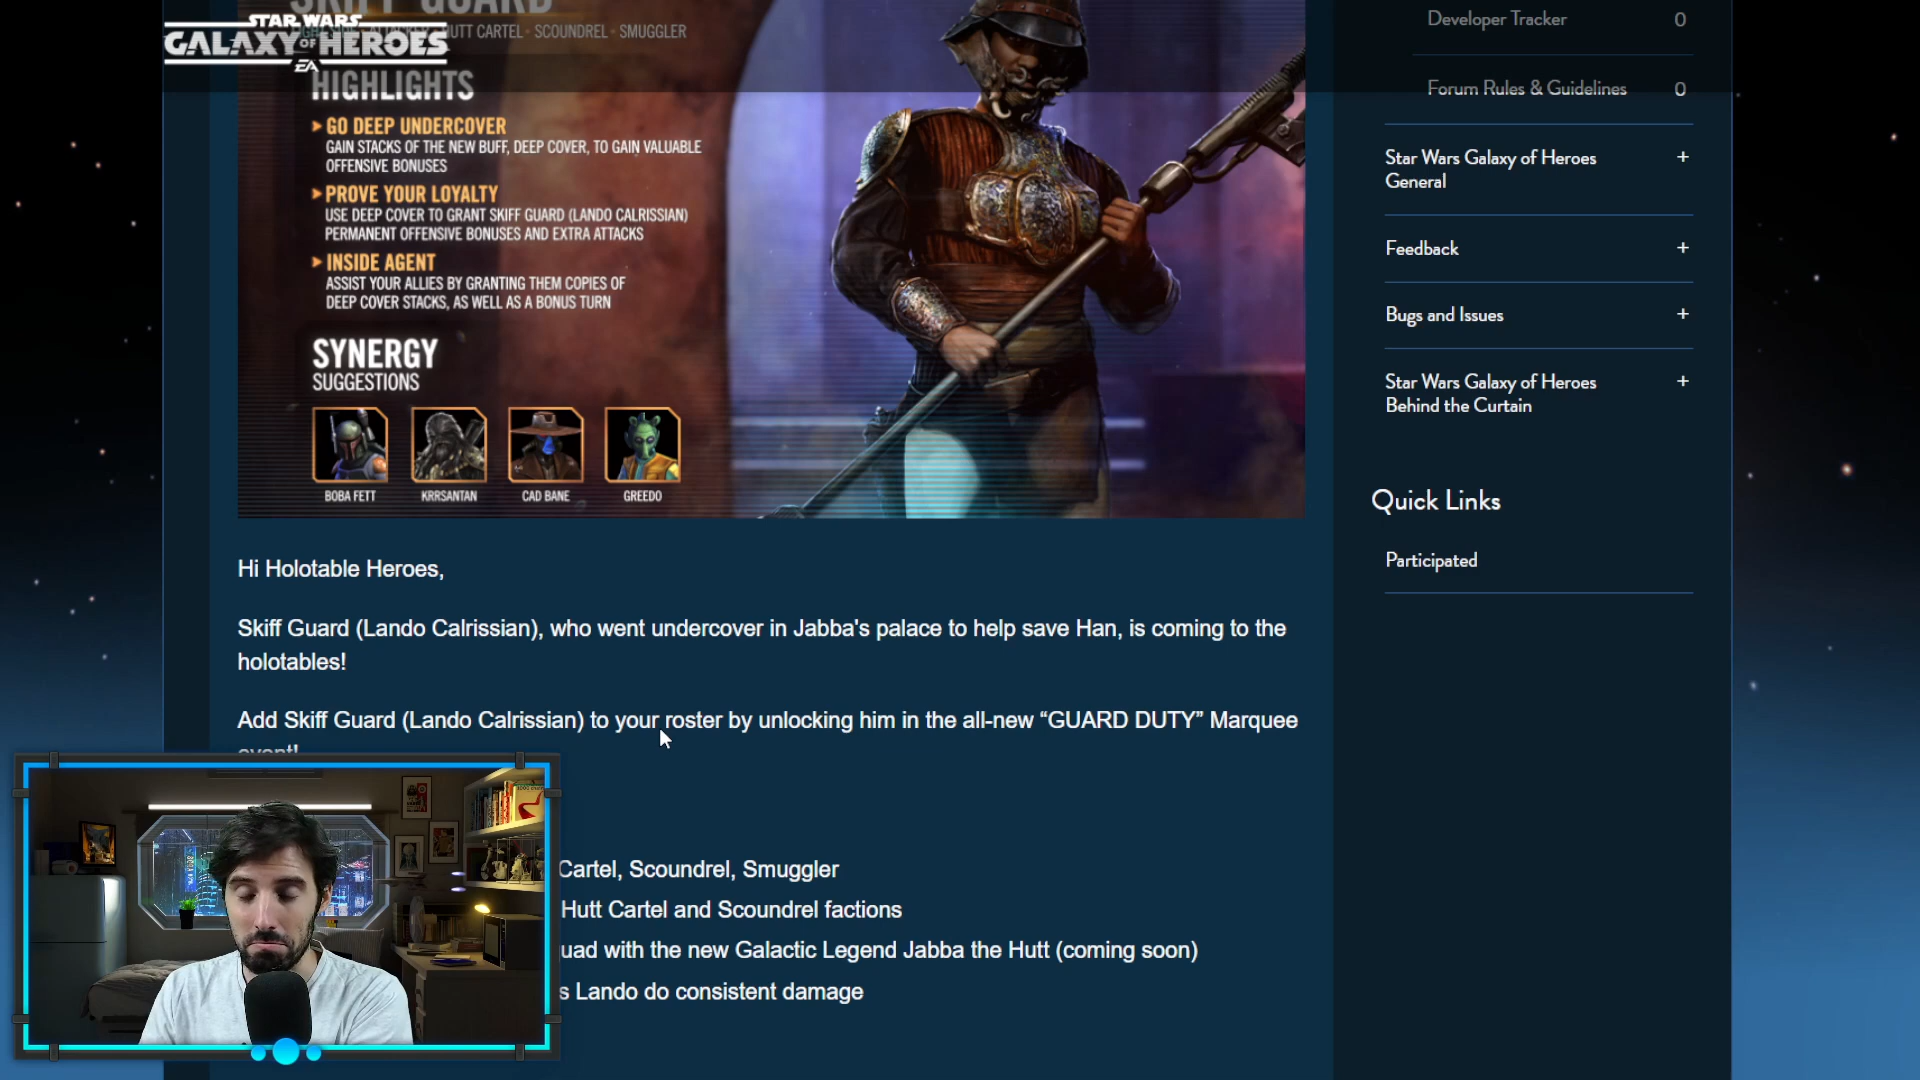 SKIFF GUARD
HUTT CARTEL · SCOUNDREL · SMUGGLER
STAR WARS
GALAXY OF HEROES
EA
HIGHLIGHTS
GO DEEP UNDERCOVER
GAIN STACKS OF THE NEW BUFF, DEEP COVER, TO GAIN VALUABLE
OFFENSIVE BONUSES
PROVE YOUR LOYALTY
USE DEEP COVER TO GRANT SKIFF GUARD (LANDO CALRISSIAN)
PERMANENT OFFENSIVE BONUSES AND EXTRA ATTACKS
INSIDE AGENT
ASSIST YOUR ALLIES BY GRANTING THEM COPIES OF
DEEP COVER STACKS, AS WELL AS A BONUS TURN
SYNERGY
SUGGESTIONS
BOBA FETT KRRSANTAN CAD BANE GREEDO
Hi Holotable Heroes,
Skiff Guard (Lando Calrissian), who went undercover in Jabba's palace to help save Han, is coming to the
holotables!
Add Skiff Guard (Lando Calrissian) to your roster by unlocking him in the all-new “GUARD DUTY” Marquee
event!
Cartel, Scoundrel, Smuggler
Hutt Cartel and Scoundrel factions
uad with the new Galactic Legend Jabba the Hutt (coming soon)
s Lando do consistent damage
Developer Tracker 0
Forum Rules & Guidelines 0
Star Wars Galaxy of Heroes +
General
Feedback +
Bugs and Issues +
Star Wars Galaxy of Heroes +
Behind the Curtain
Quick Links
Participated